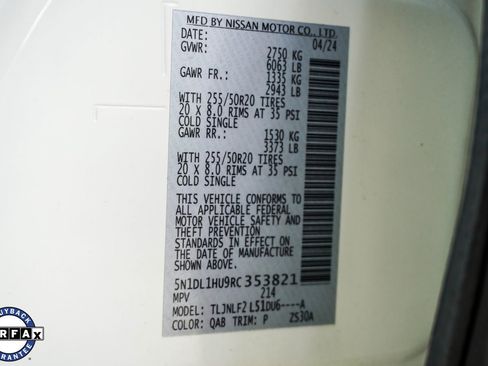 MFD BY NISSAN MOTOR CO., LTD.
DATE: 04/24
GVWR: 2750 KG
6063 LB
GAWR FR.: 1335 KG
2943 LB
WITH 255/50R20 TIRES
20 X 8.0 RIMS AT 35 PSI
COLD SINGLE
GAWR RR.: 1530 KG
3373 LB
WITH 255/50R20 TIRES
20 X 8.0 RIMS AT 35 PSI
COLD SINGLE
THIS VEHICLE CONFORMS TO
ALL APPLICABLE FEDERAL
MOTOR VEHICLE SAFETY AND
THEFT PREVENTION
STANDARDS IN EFFECT ON THE
DATE OF MANUFACTURE
SHOWN ABOVE.
5N1DL1HU9RC353821
MPV 214
MODEL: TLJNLF2 L51DU6----A
COLOR: QAB TRIM: P ZS30A
BUYBACK
CARFAX
GUARANTEE